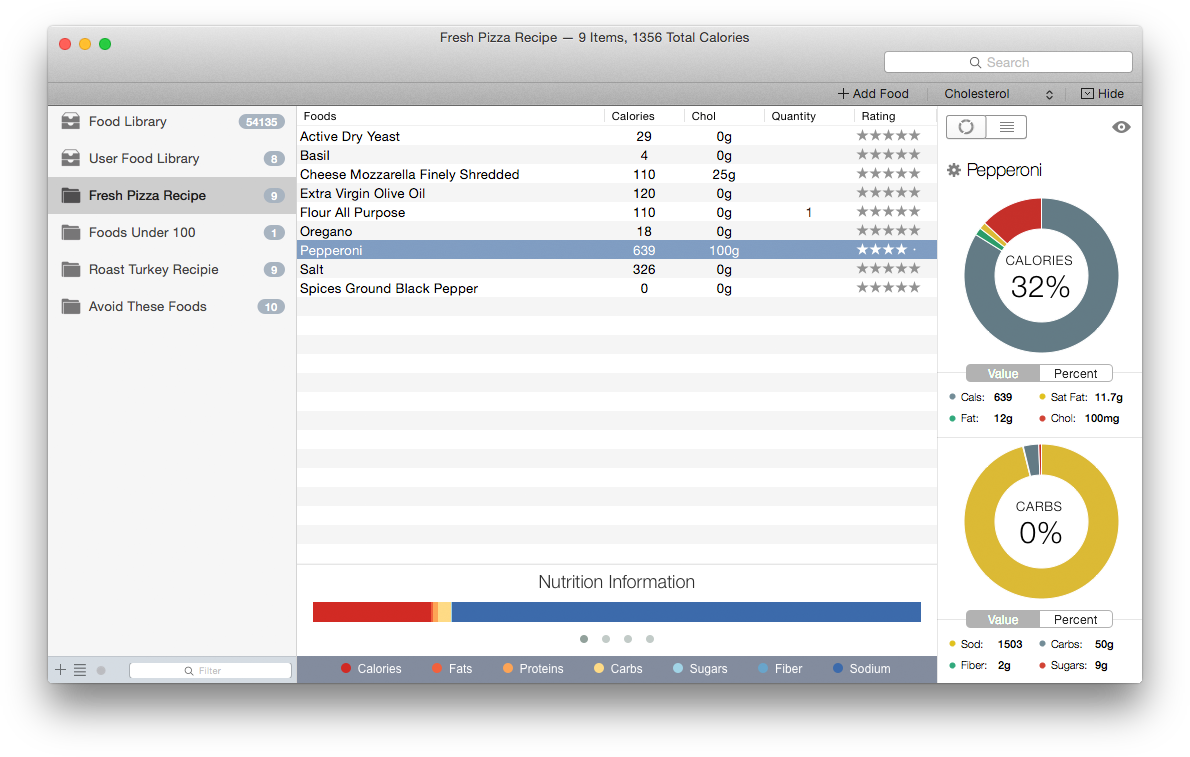 Fresh Pizza Recipe — 9 Items, 1356 Total Calories
Search
+ Add Food Cholesterol Hide
Food Library 54135
User Food Library 8
Fresh Pizza Recipe 9
Foods Under 100 1
Roast Turkey Recipie 9
Avoid These Foods 10
Filter
Foods Calories Chol Quantity Rating
Active Dry Yeast 29 0g ★★★★★
Basil 4 0g ★★★★★
Cheese Mozzarella Finely Shredded 110 25g ★★★★★
Extra Virgin Olive Oil 120 0g ★★★★★
Flour All Purpose 110 0g 1 ★★★★★
Oregano 18 0g ★★★★★
Pepperoni 639 100g ★★★★ ·
Salt 326 0g ★★★★★
Spices Ground Black Pepper 0 0g ★★★★★
Nutrition Information
Calories Fats Proteins Carbs Sugars Fiber Sodium
Pepperoni
CALORIES
32%
Value Percent
Cals: 639 Sat Fat: 11.7g
Fat: 12g Chol: 100mg
CARBS
0%
Value Percent
Sod: 1503 Carbs: 50g
Fiber: 2g Sugars: 9g